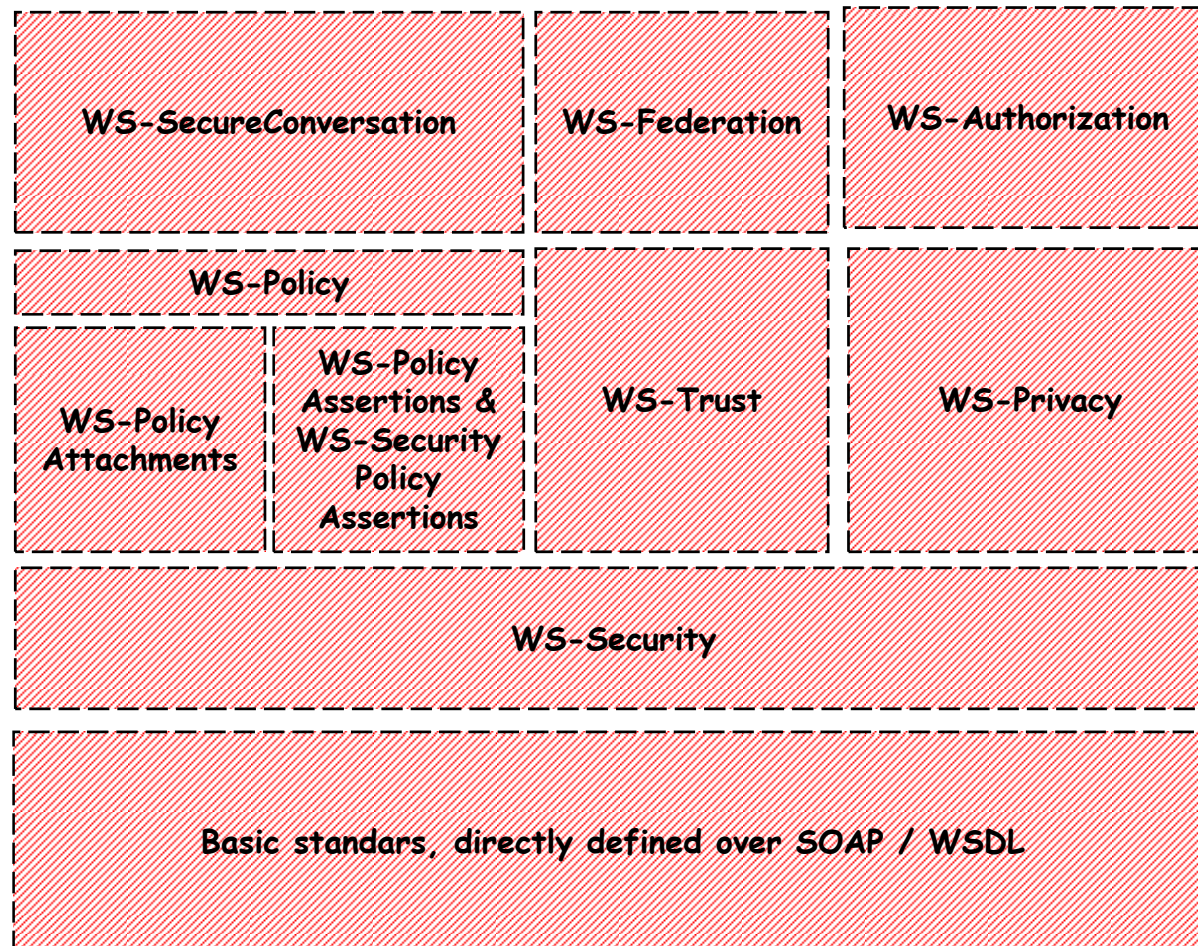 WS-SecureConversation
WS-Federation
WS-Authorization
WS-Policy
WS-Policy
Attachments
WS-Policy
Assertions &
WS-Security
Policy
Assertions
WS-Trust
WS-Privacy
WS-Security
Basic standars, directly defined over SOAP / WSDL